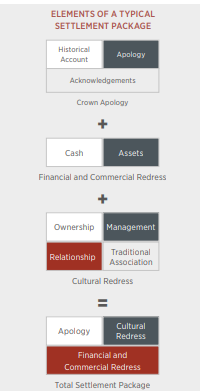 ELEMENTS OF A TYPICAL
SETTLEMENT PACKAGE
Historical
Account
Apology
Acknowledgements
Crown Apology
+
Cash
Assets
Financial and Commercial Redress
+
Ownership
Management
Relationship
Traditional
Association
Cultural Redress
=
Apology
Cultural
Redress
Financial and
Commercial Redress
Total Settlement Package